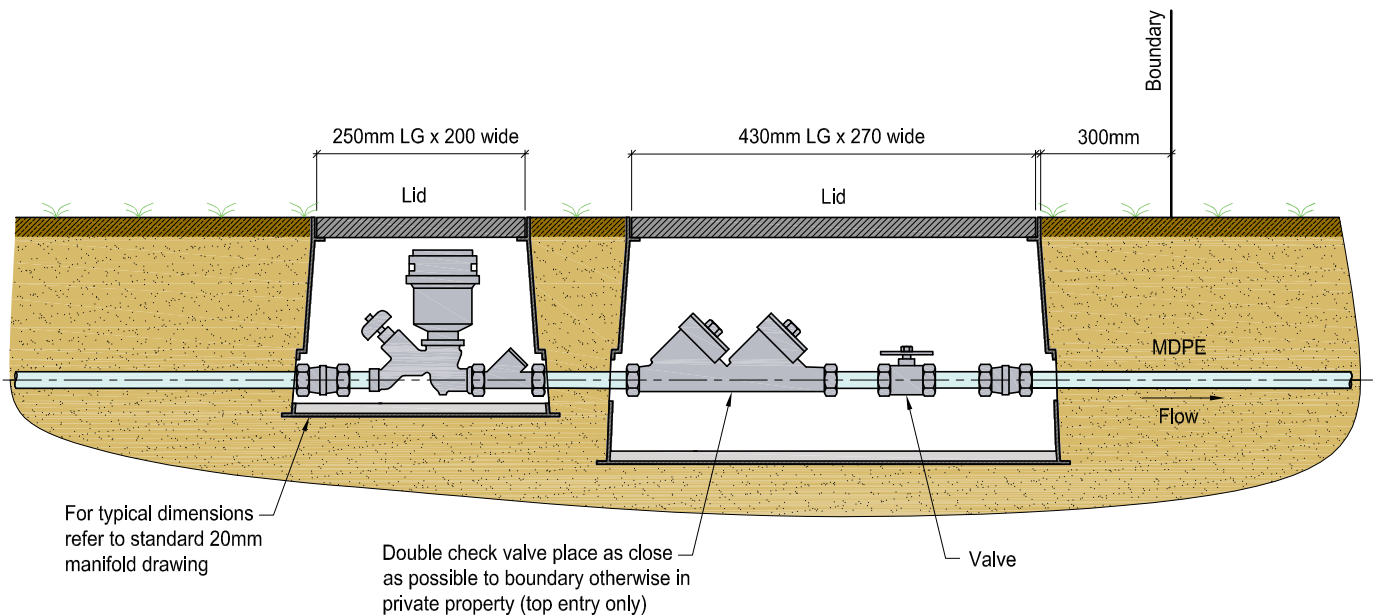 Boundary
250mm LG x 200 wide
430mm LG x 270 wide
300mm
Lid
Lid
MDPE
Flow
For typical dimensions
refer to standard 20mm
manifold drawing
Double check valve place as close
as possible to boundary otherwise in
private property (top entry only)
Valve